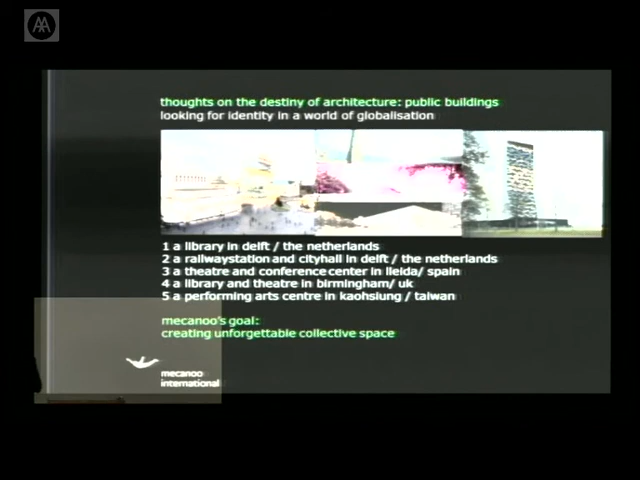 AA
thoughts on the destiny of architecture: public buildings
looking for identity in a world of globalisation
1 a library in delft / the netherlands
2 a railwaystation and cityhall in delft / the netherlands
3 a theatre and conferencecenter in lleida/ spain
4 a library and theatre in birmingham/ uk
5 a performing arts centre in kaohsiung / taiwan
mecanoo's goal:
creating unforgettable collective space
mecanoo
international